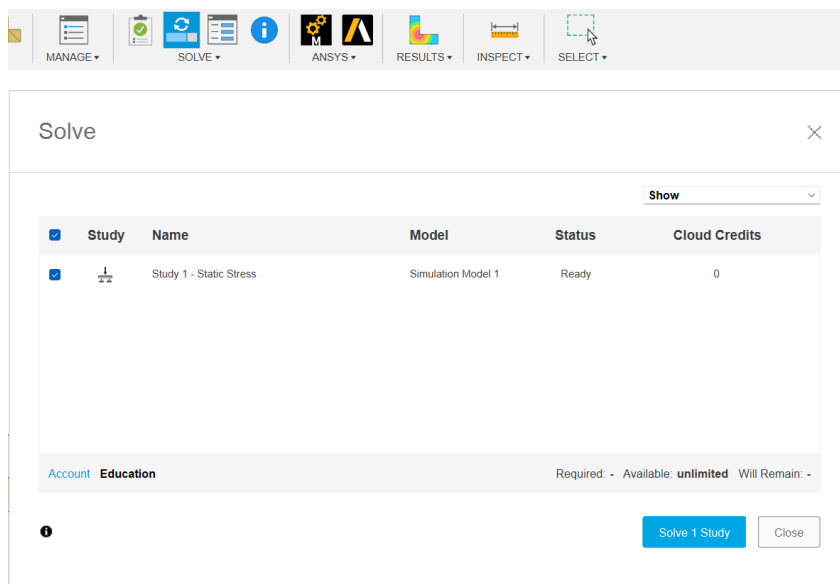 MANAGE SOLVE ANSYS RESULTS INSPECT SELECT
M
Solve
Show
Study Name Model Status Cloud Credits
Study 1 - Static Stress Simulation Model 1 Ready 0
Account Education Required: - Available: unlimited Will Remain: -
Solve 1 Study Close